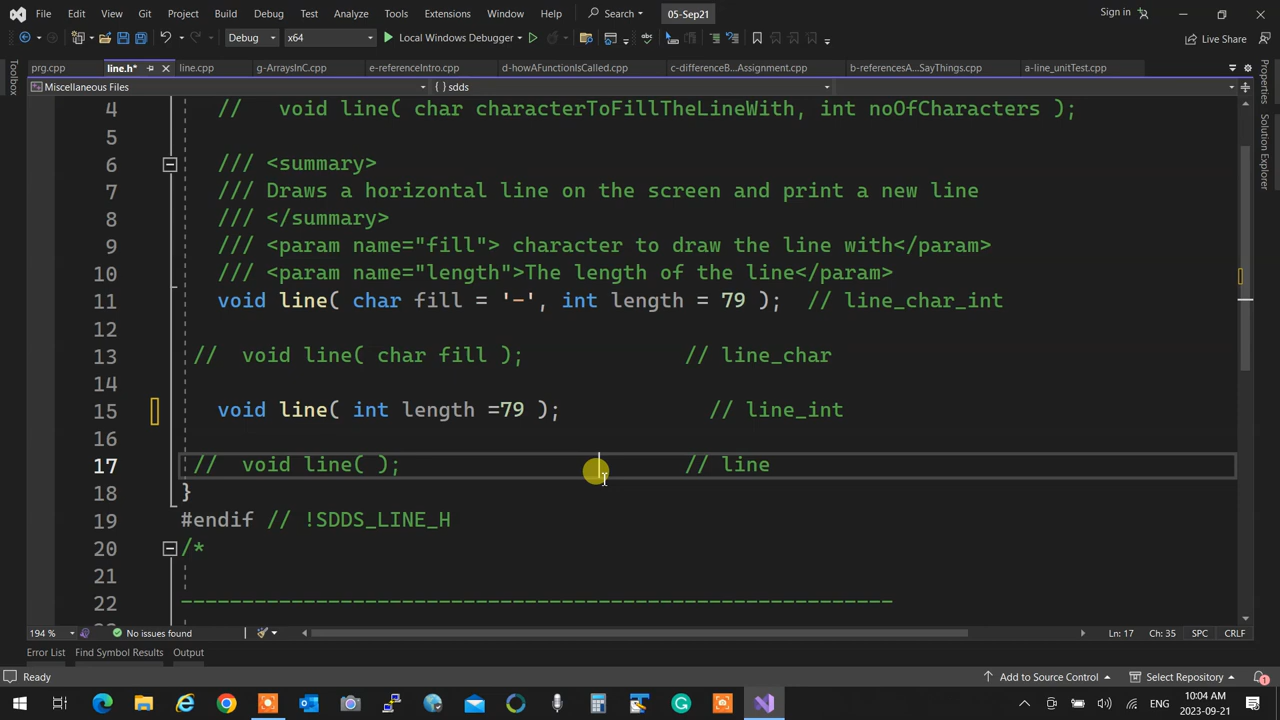 File Edit View Git Project Build Debug Test Analyze Tools Extensions Window Help Search 05-Sep21 Sign in
Debug x64 Local Windows Debugger Live Share
prg.cpp line.h* line.cpp g-ArraysInC.cpp e-referenceIntro.cpp d-howAFunctionIsCalled.cpp c-differenceB...Assignment.cpp b-referencesA...SayThings.cpp a-line_unitTest.cpp
Toolbox
Miscellaneous Files {} sdds
Properties
Solution Explorer
4 // void line( char characterToFillTheLineWith, int noOfCharacters );
5
6 /// <summary>
7 /// Draws a horizontal line on the screen and print a new line
8 /// </summary>
9 /// <param name="fill"> character to draw the line with</param>
10 /// <param name="length">The length of the line</param>
11 void line( char fill = '-', int length = 79 ); // line_char_int
12
13 // void line( char fill ); // line_char
14
15 void line( int length =79 ); // line_int
16
17 // void line( ); // line
18 }
19 #endif // !SDDS_LINE_H
20 /*
21
22 ----------------------------------------------------------
194 % No issues found Ln: 17 Ch: 35 SPC CRLF
Error List Find Symbol Results Output
Ready Add to Source Control Select Repository 1
ENG 10:04 AM
2023-09-21